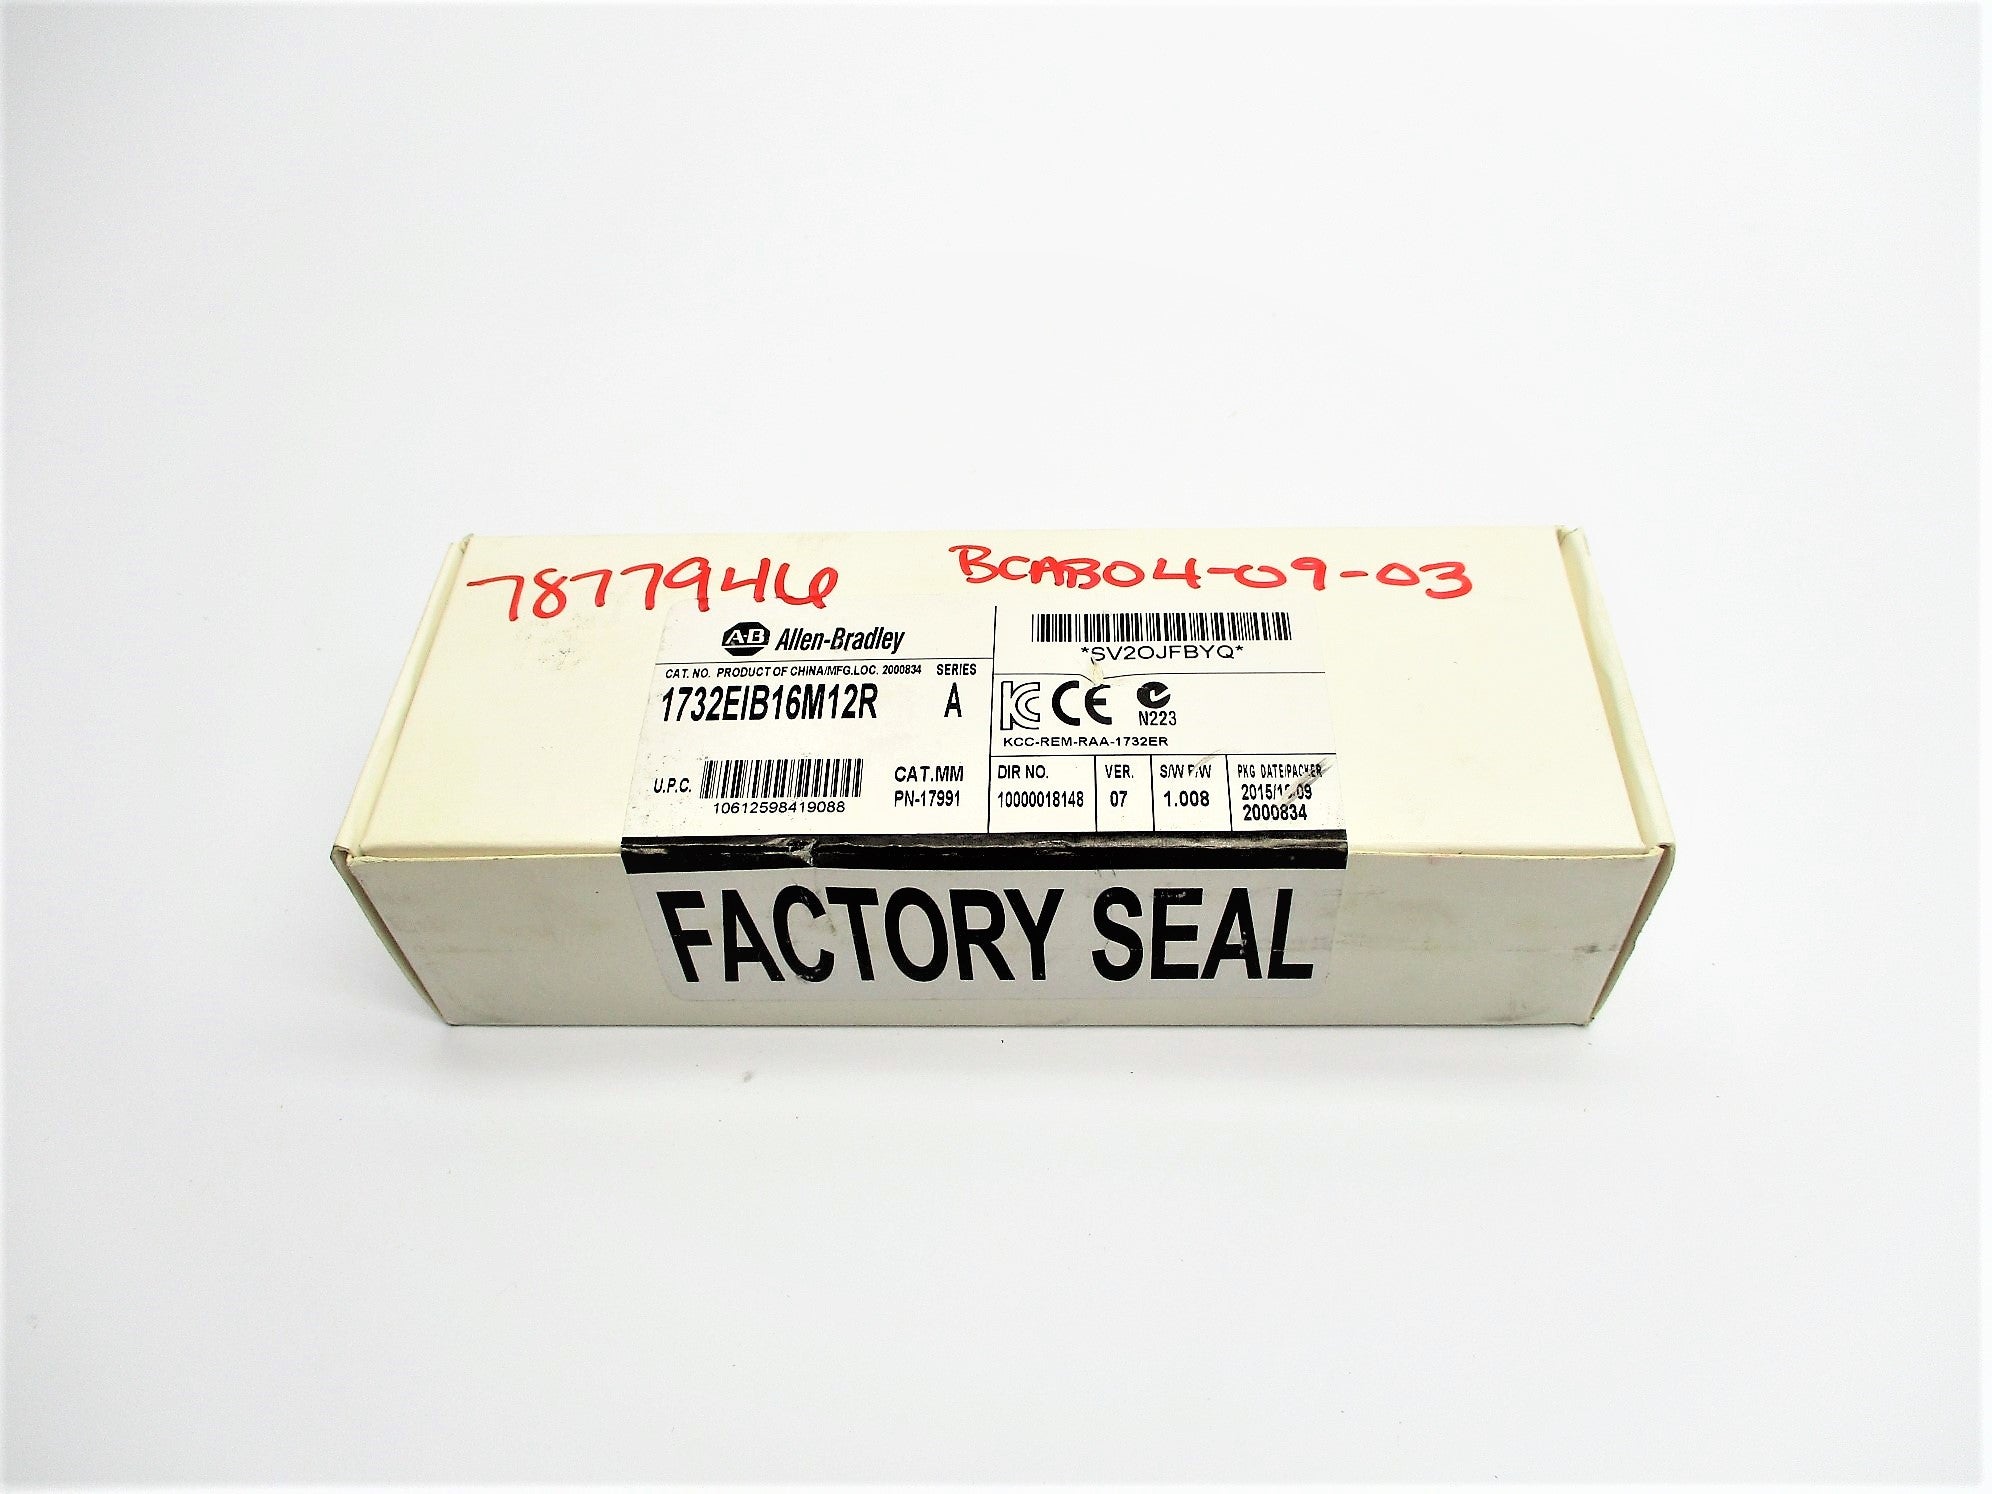 7877946 BCAB04-09-03
A-B Allen-Bradley
CAT. NO. PRODUCT OF CHINA/MFG.LOC. 2000834 SERIES
1732EIB16M12R A
U.P.C. 10612598419088
CAT.MM
PN-17991
*SV2OJFBYQ*
KC CE N223
KCC-REM-RAA-1732ER
DIR NO. VER. S/W F/W PKG DATE/PACKER
10000018148 07 1.008
2000834
FACTORY SEAL